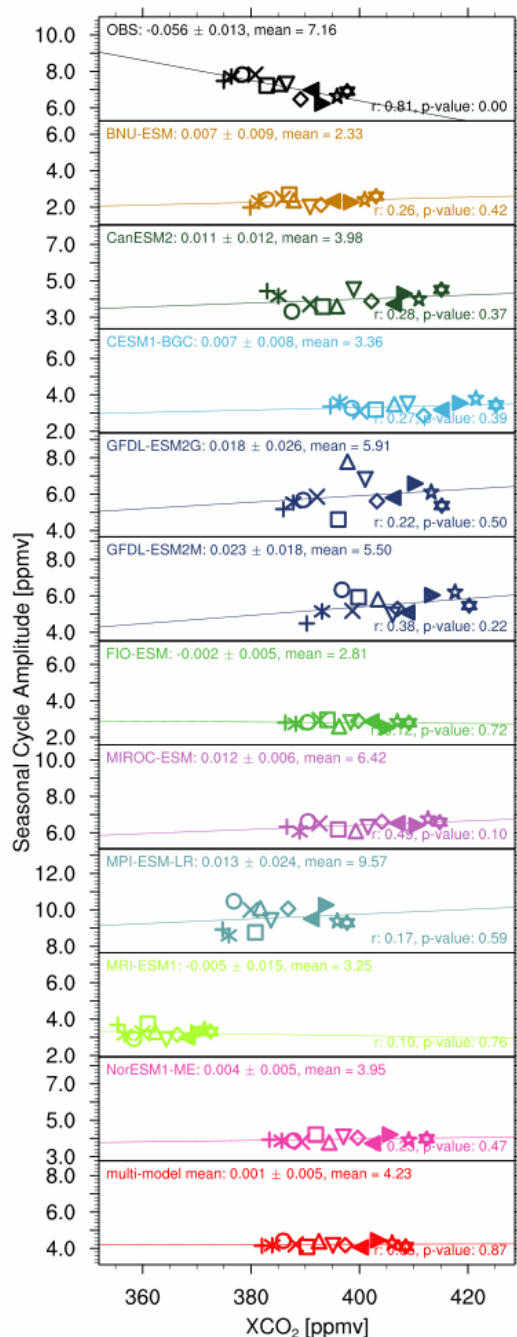 Seasonal Cycle Amplitude [ppmv]
10.0
OBS: -0.056 ± 0.013, mean = 7.16
8.0
6.0
r: 0.81, p-value: 0.00
6.0
BNU-ESM: 0.007 ± 0.009, mean = 2.33
4.0
2.0
r: 0.26, p-value: 0.42
7.0
CanESM2: 0.011 ± 0.012, mean = 3.98
5.0
3.0
r: 0.28, p-value: 0.37
6.0
CESM1-BGC: 0.007 ± 0.008, mean = 3.36
4.0
2.0
r: 0.27, p-value: 0.39
8.0
GFDL-ESM2G: 0.018 ± 0.026, mean = 5.91
6.0
4.0
r: 0.22, p-value: 0.50
8.0
GFDL-ESM2M: 0.023 ± 0.018, mean = 5.50
6.0
4.0
r: 0.38, p-value: 0.22
6.0
FIO-ESM: -0.002 ± 0.005, mean = 2.81
4.0
2.0
r: 0.12, p-value: 0.72
10.0
MIROC-ESM: 0.012 ± 0.006, mean = 6.42
8.0
6.0
r: 0.49, p-value: 0.10
12.0
MPI-ESM-LR: 0.013 ± 0.024, mean = 9.57
10.0
8.0
r: 0.17, p-value: 0.59
6.0
MRI-ESM1: -0.005 ± 0.015, mean = 3.25
4.0
2.0
r: 0.10, p-value: 0.76
7.0
NorESM1-ME: 0.004 ± 0.005, mean = 3.95
5.0
3.0
r: 0.23, p-value: 0.47
8.0
multi-model mean: 0.001 ± 0.005, mean = 4.23
6.0
4.0
p-value: 0.87
360 380 400 420
XCO₂ [ppmv]